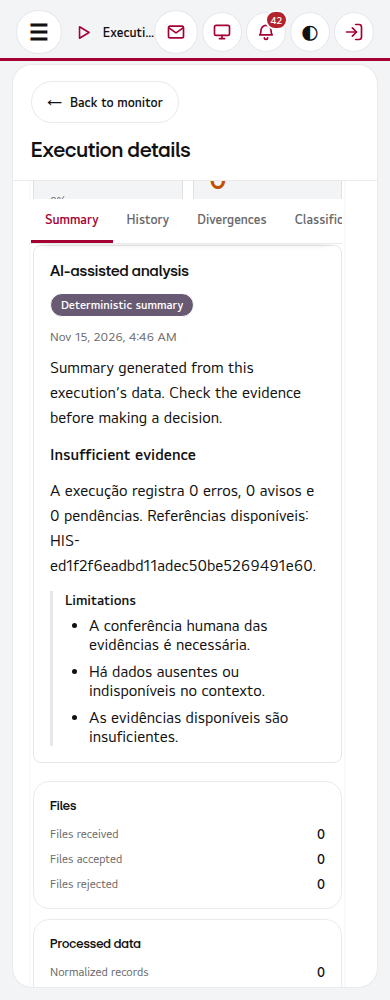 Executi...
42
← Back to monitor
Execution details
Summary
History
Divergences
Classific
AI-assisted analysis
Deterministic summary
Nov 15, 2026, 4:46 AM
Summary generated from this
execution's data. Check the evidence
before making a decision.
Insufficient evidence
A execução registra 0 erros, 0 avisos e
0 pendências. Referências disponíveis:
HIS-
ed1f2f6eadbd11adec50be5269491e60.
Limitations
• A conferência humana das
evidências é necessária.
• Há dados ausentes ou
indisponíveis no contexto.
• As evidências disponíveis são
insuficientes.
Files
Files received 0
Files accepted 0
Files rejected 0
Processed data
Normalized records 0